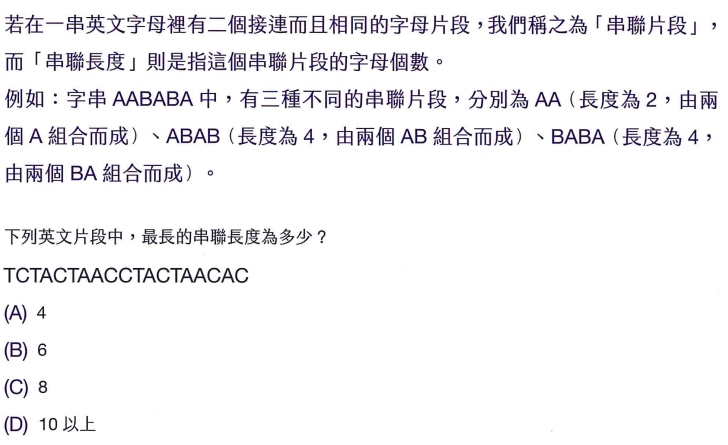 若在一串英文字母裡有二個接連而且相同的字母片段，我們稱之為「串聯片段」，
而「串聯長度」則是指這個串聯片段的字母個數。
例如：字串 AABABA 中，有三種不同的串聯片段，分別為 AA（長度為 2，由兩
個 A 組合而成）、ABAB（長度為 4，由兩個 AB 組合而成）、BABA（長度為 4，
由兩個 BA 組合而成）。
下列英文片段中，最長的串聯長度為多少？
TCTACTAACCTACTAACAC
(A) 4
(B) 6
(C) 8
(D) 10 以上